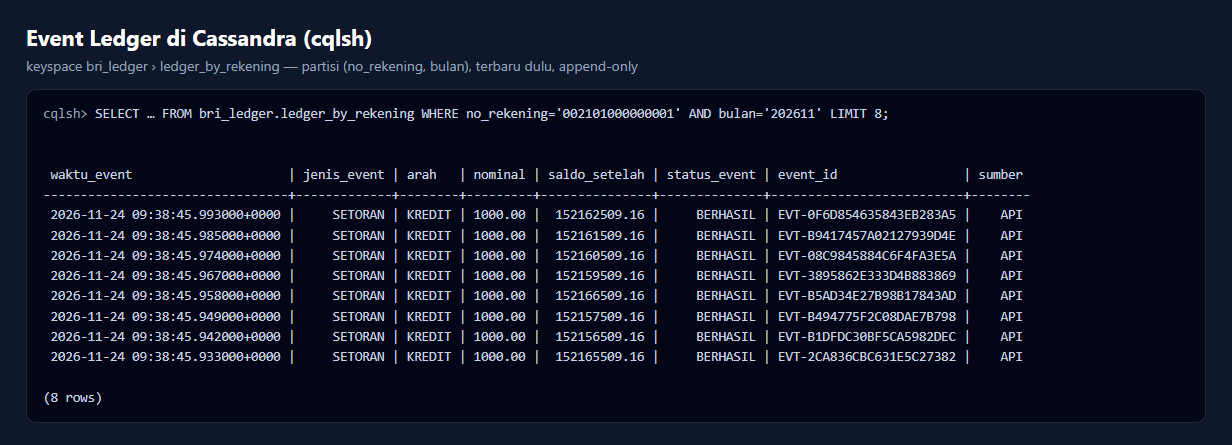 Event Ledger di Cassandra (cqlsh)
keyspace bri_ledger › ledger_by_rekening — partisi (no_rekening, bulan), terbaru dulu, append-only
cqlsh> SELECT … FROM bri_ledger.ledger_by_rekening WHERE no_rekening='002101000000001' AND bulan='202611' LIMIT 8;
waktu_event | jenis_event | arah | nominal | saldo_setelah | status_event | event_id | sumber
---------------------------------+-------------+--------+---------+---------------+--------------+--------------------------+--------
2026-11-24 09:38:45.993000+0000 | SETORAN | KREDIT | 1000.00 | 152162509.16 | BERHASIL | EVT-0F6D854635843EB283A5 | API
2026-11-24 09:38:45.985000+0000 | SETORAN | KREDIT | 1000.00 | 152161509.16 | BERHASIL | EVT-B9417457A02127939D4E | API
2026-11-24 09:38:45.974000+0000 | SETORAN | KREDIT | 1000.00 | 152160509.16 | BERHASIL | EVT-08C9845884C6F4FA3E5A | API
2026-11-24 09:38:45.967000+0000 | SETORAN | KREDIT | 1000.00 | 152159509.16 | BERHASIL | EVT-3895862E333D4B883869 | API
2026-11-24 09:38:45.958000+0000 | SETORAN | KREDIT | 1000.00 | 152166509.16 | BERHASIL | EVT-B5AD34E27B98B17843AD | API
2026-11-24 09:38:45.949000+0000 | SETORAN | KREDIT | 1000.00 | 152157509.16 | BERHASIL | EVT-B494775F2C08DAE7B798 | API
2026-11-24 09:38:45.942000+0000 | SETORAN | KREDIT | 1000.00 | 152156509.16 | BERHASIL | EVT-B1DFDC30BF5CA5982DEC | API
2026-11-24 09:38:45.933000+0000 | SETORAN | KREDIT | 1000.00 | 152165509.16 | BERHASIL | EVT-2CA836CBC631E5C27382 | API
(8 rows)